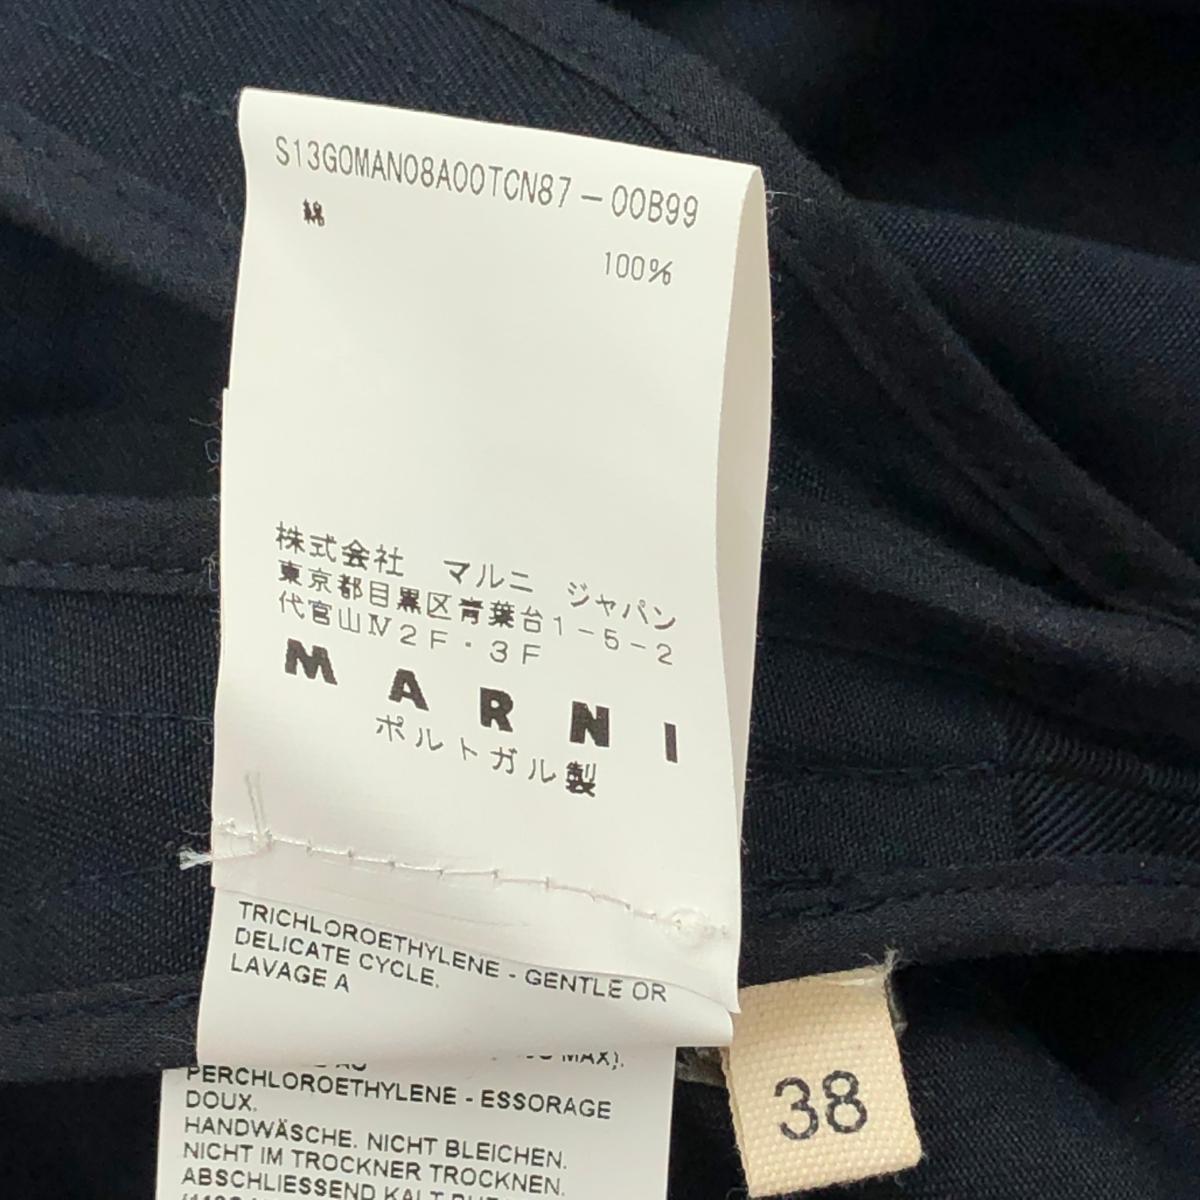 S13GOMAN08A00TCN87-00B99
綿
100%
株式会社 マルニ ジャパン
東京都目黒区青葉台1-5-2
代官山Ⅳ2F・3F
MARNI
ポルトガル製
TRICHLOROETHYLENE - GENTLE OR
DELICATE CYCLE.
LAVAGE A
MAX).
PERCHLOROETHYLENE - ESSORAGE
DOUX.
HANDWÄSCHE. NICHT BLEICHEN.
NICHT IM TROCKNER TROCKNEN.
ABSCHLIESSEND KALT
38